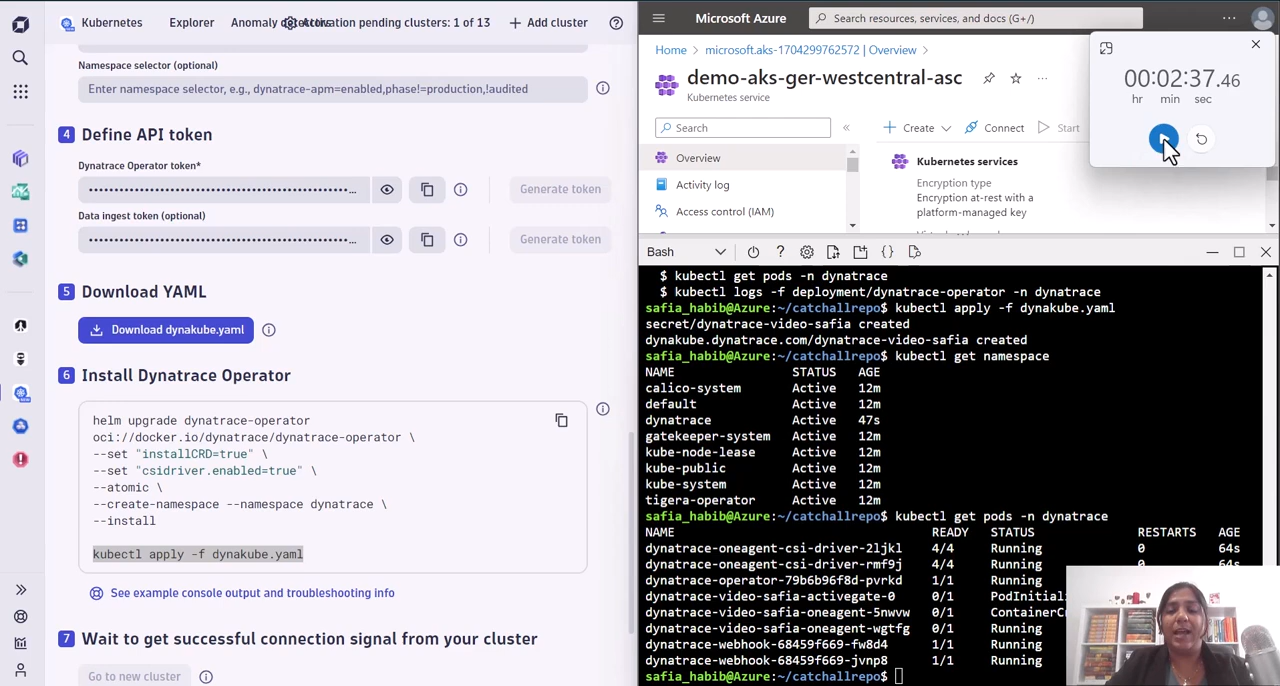 Kubernetes
Explorer
Anomaly detectors
Activation pending clusters: 1 of 13
+ Add cluster
Namespace selector (optional)
Enter namespace selector, e.g., dynatrace-apm=enabled,phase!=production,!audited
4 Define API token
Dynatrace Operator token*
Generate token
Data ingest token (optional)
Generate token
5 Download YAML
Download dynakube.yaml
6 Install Dynatrace Operator
helm upgrade dynatrace-operator
oci://docker.io/dynatrace/dynatrace-operator \
--set "installCRD=true" \
--set "csidriver.enabled=true" \
--atomic \
--create-namespace --namespace dynatrace \
--install
kubectl apply -f dynakube.yaml
See example console output and troubleshooting info
7 Wait to get successful connection signal from your cluster
Go to new cluster
Microsoft Azure
Search resources, services, and docs (G+/)
Home > microsoft.aks-1704299762572 | Overview >
demo-aks-ger-westcentral-asc
Kubernetes service
Search
Create
Connect
Start
Overview
Activity log
Access control (IAM)
Kubernetes services
Encryption type
Encryption at-rest with a
platform-managed key
00:02:37.46
hr min sec
Bash
$ kubectl get pods -n dynatrace
$ kubectl logs -f deployment/dynatrace-operator -n dynatrace
safia_habib@Azure:~/catchallrepo$ kubectl apply -f dynakube.yaml
secret/dynatrace-video-safia created
dynakube.dynatrace.com/dynatrace-video-safia created
safia_habib@Azure:~/catchallrepo$ kubectl get namespace
NAME STATUS AGE
calico-system Active 12m
default Active 12m
dynatrace Active 47s
gatekeeper-system Active 12m
kube-node-lease Active 12m
kube-public Active 12m
kube-system Active 12m
tigera-operator Active 12m
safia_habib@Azure:~/catchallrepo$ kubectl get pods -n dynatrace
NAME READY STATUS RESTARTS AGE
dynatrace-oneagent-csi-driver-2ljkl 4/4 Running 0 64s
dynatrace-oneagent-csi-driver-rmf9j 4/4 Running 0 64s
dynatrace-operator-79b6b96f8d-pvrkd 1/1 Running
dynatrace-video-safia-activegate-0 0/1 PodInitiali
dynatrace-video-safia-oneagent-5nwvw 0/1 ContainerCr
dynatrace-video-safia-oneagent-wgtfg 0/1 Running
dynatrace-webhook-68459f669-fw8d4 1/1 Running
dynatrace-webhook-68459f669-jvnp8 1/1 Running
safia_habib@Azure:~/catchallrepo$